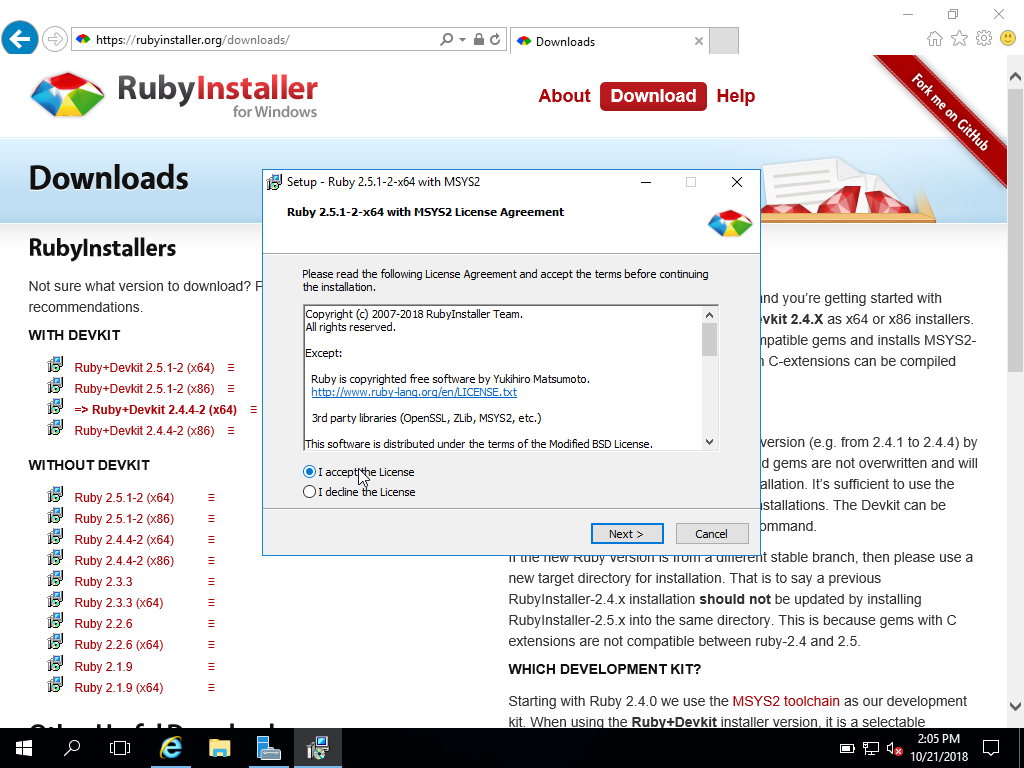 https://rubyinstaller.org/downloads/
Downloads
RubyInstaller
for Windows
About
Download
Help
Fork me on GitHub
Downloads
RubyInstallers
Not sure what version to download?
recommendations.
WITH DEVKIT
Ruby+Devkit 2.5.1-2 (x64)
Ruby+Devkit 2.5.1-2 (x86)
=> Ruby+Devkit 2.4.4-2 (x64)
Ruby+Devkit 2.4.4-2 (x86)
WITHOUT DEVKIT
Ruby 2.5.1-2 (x64)
Ruby 2.5.1-2 (x86)
Ruby 2.4.4-2 (x64)
Ruby 2.4.4-2 (x86)
Ruby 2.3.3
Ruby 2.3.3 (x64)
Ruby 2.2.6
Ruby 2.2.6 (x64)
Ruby 2.1.9
Ruby 2.1.9 (x64)
Setup - Ruby 2.5.1-2-x64 with MSYS2
Ruby 2.5.1-2-x64 with MSYS2 License Agreement
Please read the following License Agreement and accept the terms before continuing
the installation.
Copyright (c) 2007-2018 RubyInstaller Team.
All rights reserved.
Except:
Ruby is copyrighted free software by Yukihiro Matsumoto.
http://www.ruby-lang.org/en/LICENSE.txt
3rd party libraries (OpenSSL, ZLib, MSYS2, etc.)
This software is distributed under the terms of the Modified BSD License.
I accept the License
I decline the License
Next >
Cancel
nd you're getting started with
vkit 2.4.X as x64 or x86 installers.
mpatible gems and installs MSYS2-
C-extensions can be compiled
version (e.g. from 2.4.1 to 2.4.4) by
d gems are not overwritten and will
allation. It's sufficient to use the
stallations. The Devkit can be
ommand.
If the new Ruby version is from a different stable branch, then please use a
new target directory for installation. That is to say a previous
RubyInstaller-2.4.x installation should not be updated by installing
RubyInstaller-2.5.x into the same directory. This is because gems with C
extensions are not compatible between ruby-2.4 and 2.5.
WHICH DEVELOPMENT KIT?
Starting with Ruby 2.4.0 we use the MSYS2 toolchain as our development
kit. When using the Ruby+Devkit installer version, it is a selectable
2:05 PM
10/21/2018